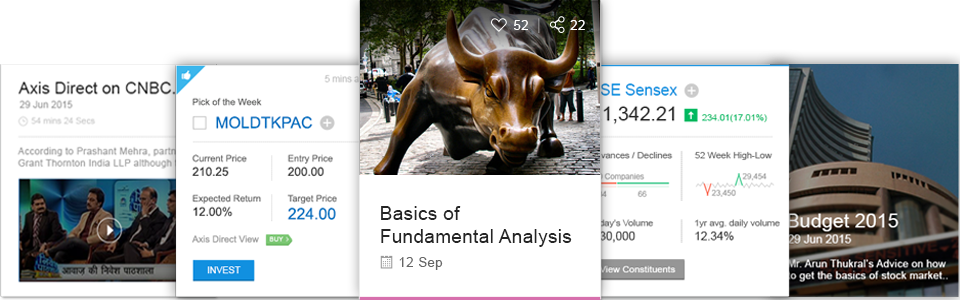 Axis Direct on CNBC.
29 Jun 2015
54 mins 24 Secs
According to Prashant Mehra, partn
Grant Thornton India LLP although
आवाज़ की निवेश पाठशाला
5 mins a
Pick of the Week
MOLDTKPAC
Current Price
Entry Price
210.25
200.00
Expected Return
Target Price
12.00%
224.00
Axis Direct View
BUY
INVEST
52
22
Basics of
Fundamental Analysis
12 Sep
SE Sensex
1,342.21
234.01(17.01%)
vances / Declines
52 Week High-Low
Companies
64
66
29,454
23,450
day's Volume
1yr avg. daily volume
30,000
12.34%
View Constituents
Budget 2015
29 Jun 2015
Mr. Arun Thukral's Advice on how
to get the basics of stock market..